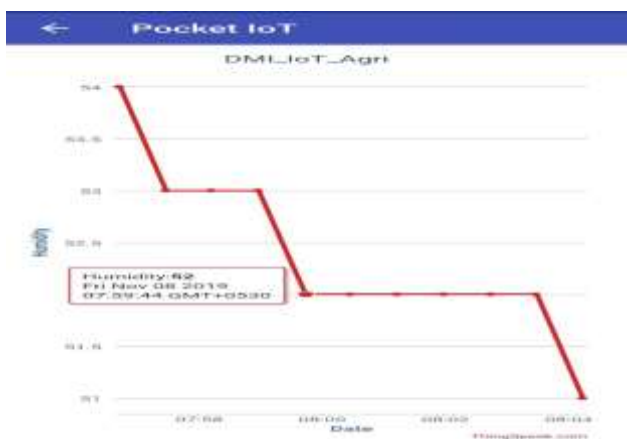 ← Pocket IoT
DMI_IoT_Agri
54
53.5
53
52.5
Humidity
Humidity:52
Fri Nov 08 2019
07:59:44 GMT+0530
51.5
51
07:58 08:00 08:02 08:04
Date
ThingSpeak.com